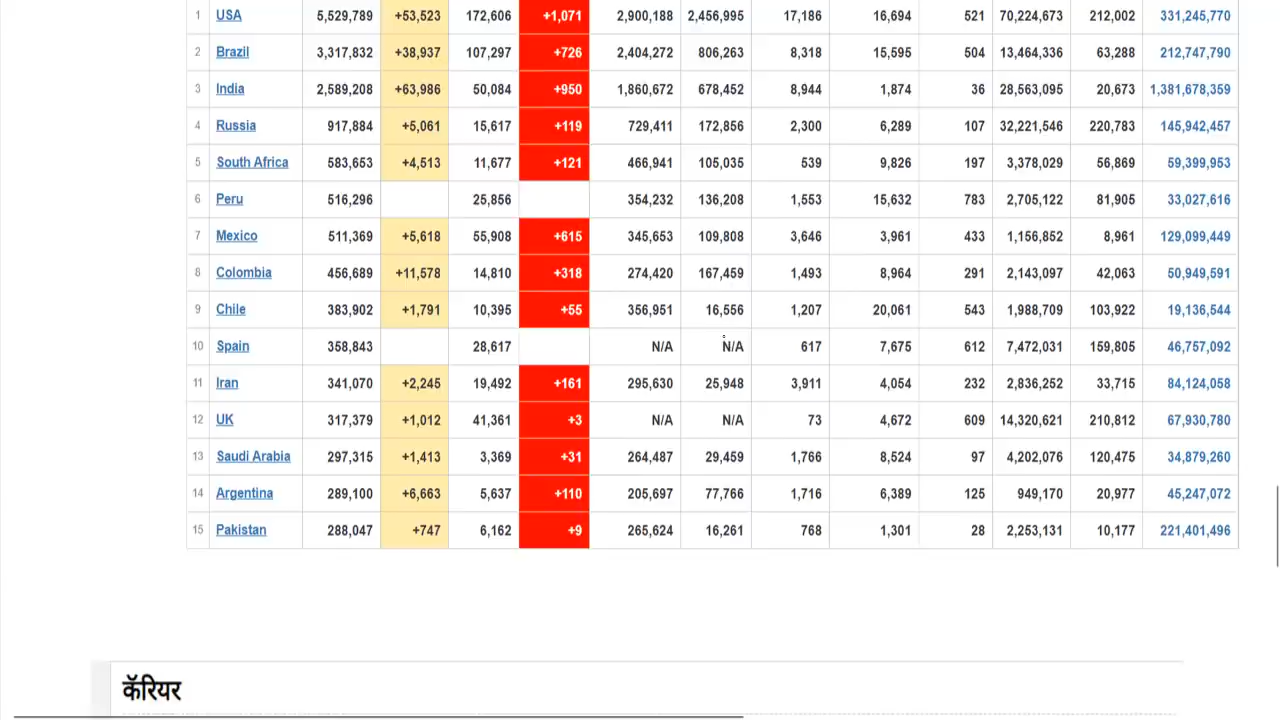 1 USA 5,529,789 +53,523 172,606 +1,071 2,900,188 2,456,995 17,186 16,694 521 70,224,673 212,002 331,245,770
2 Brazil 3,317,832 +38,937 107,297 +726 2,404,272 806,263 8,318 15,595 504 13,464,336 63,288 212,747,790
3 India 2,589,208 +63,986 50,084 +950 1,860,672 678,452 8,944 1,874 36 28,563,095 20,673 1,381,678,359
4 Russia 917,884 +5,061 15,617 +119 729,411 172,856 2,300 6,289 107 32,221,546 220,783 145,942,457
5 South Africa 583,653 +4,513 11,677 +121 466,941 105,035 539 9,826 197 3,378,029 56,869 59,399,953
6 Peru 516,296 25,856 354,232 136,208 1,553 15,632 783 2,705,122 81,905 33,027,616
7 Mexico 511,369 +5,618 55,908 +615 345,653 109,808 3,646 3,961 433 1,156,852 8,961 129,099,449
8 Colombia 456,689 +11,578 14,810 +318 274,420 167,459 1,493 8,964 291 2,143,097 42,063 50,949,591
9 Chile 383,902 +1,791 10,395 +55 356,951 16,556 1,207 20,061 543 1,988,709 103,922 19,136,544
10 Spain 358,843 28,617 N/A N/A 617 7,675 612 7,472,031 159,805 46,757,092
11 Iran 341,070 +2,245 19,492 +161 295,630 25,948 3,911 4,054 232 2,836,252 33,715 84,124,058
12 UK 317,379 +1,012 41,361 +3 N/A N/A 73 4,672 609 14,320,621 210,812 67,930,780
13 Saudi Arabia 297,315 +1,413 3,369 +31 264,487 29,459 1,766 8,524 97 4,202,076 120,475 34,879,260
14 Argentina 289,100 +6,663 5,637 +110 205,697 77,766 1,716 6,389 125 949,170 20,977 45,247,072
15 Pakistan 288,047 +747 6,162 +9 265,624 16,261 768 1,301 28 2,253,131 10,177 221,401,496
कॅरियर